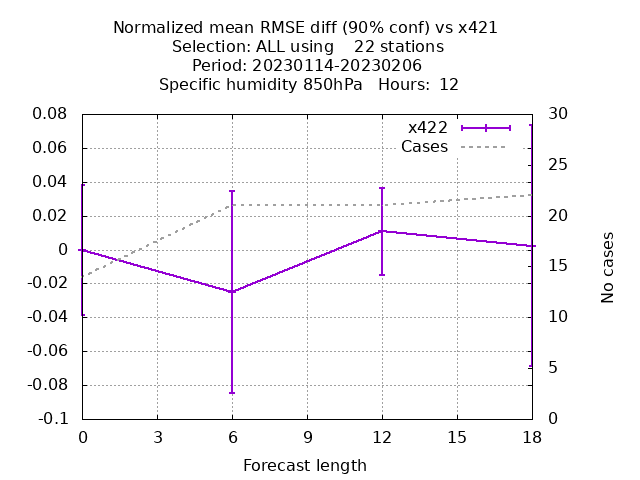 Normalized mean RMSE diff (90% conf) vs x421
Selection: ALL using    22 stations
Period: 20230114-20230206
Specific humidity 850hPa   Hours:  12
0.08
0.06
0.04
0.02
0
-0.02
-0.04
-0.06
-0.08
-0.1
x422
Cases
30
25
20
15
10
5
0
No cases
0 3 6 9 12 15 18
Forecast length